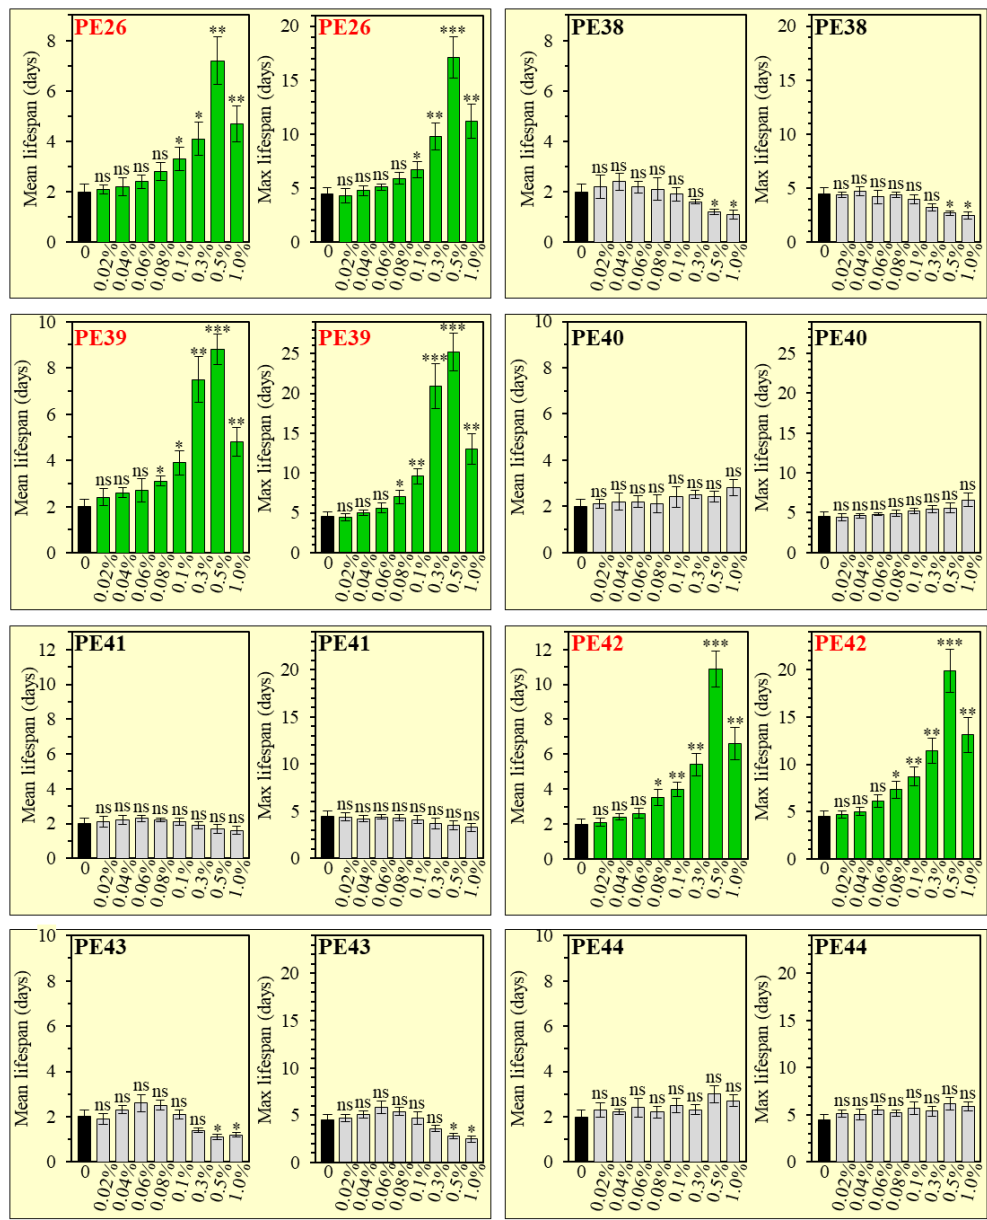 PE26
Mean lifespan (days)
8
6
4
2
0
ns ns ns ns * * ** **
0 0.02% 0.04% 0.06% 0.08% 0.1% 0.3% 0.5% 1.0%
PE26
Max lifespan (days)
20
15
10
5
0
ns ns ns ns * ** *** **
0 0.02% 0.04% 0.06% 0.08% 0.1% 0.3% 0.5% 1.0%
PE38
Mean lifespan (days)
8
6
4
2
0
ns ns ns ns ns ns * *
0 0.02% 0.04% 0.06% 0.08% 0.1% 0.3% 0.5% 1.0%
PE38
Max lifespan (days)
20
15
10
5
0
ns ns ns ns ns ns * *
0 0.02% 0.04% 0.06% 0.08% 0.1% 0.3% 0.5% 1.0%
PE39
Mean lifespan (days)
10
8
6
4
2
0
ns ns ns * * ** *** **
0 0.02% 0.04% 0.06% 0.08% 0.1% 0.3% 0.5% 1.0%
PE39
Max lifespan (days)
25
20
15
10
5
0
ns ns ns * ** *** *** **
0 0.02% 0.04% 0.06% 0.08% 0.1% 0.3% 0.5% 1.0%
PE40
Mean lifespan (days)
10
8
6
4
2
0
ns ns ns ns ns ns ns ns
0 0.02% 0.04% 0.06% 0.08% 0.1% 0.3% 0.5% 1.0%
PE40
Max lifespan (days)
25
20
15
10
5
0
ns ns ns ns ns ns ns ns
0 0.02% 0.04% 0.06% 0.08% 0.1% 0.3% 0.5% 1.0%
PE41
Mean lifespan (days)
12
10
8
6
4
2
0
ns ns ns ns ns ns ns ns
0 0.02% 0.04% 0.06% 0.08% 0.1% 0.3% 0.5% 1.0%
PE41
Max lifespan (days)
20
15
10
5
0
ns ns ns ns ns ns ns ns
0 0.02% 0.04% 0.06% 0.08% 0.1% 0.3% 0.5% 1.0%
PE42
Mean lifespan (days)
12
10
8
6
4
2
0
ns ns ns * ** ** *** **
0 0.02% 0.04% 0.06% 0.08% 0.1% 0.3% 0.5% 1.0%
PE42
Max lifespan (days)
20
15
10
5
0
ns ns ns * ** ** *** **
0 0.02% 0.04% 0.06% 0.08% 0.1% 0.3% 0.5% 1.0%
PE43
Mean lifespan (days)
10
8
6
4
2
0
ns ns ns ns ns ns * *
0 0.02% 0.04% 0.06% 0.08% 0.1% 0.3% 0.5% 1.0%
PE43
Max lifespan (days)
20
15
10
5
0
ns ns ns ns ns ns * *
0 0.02% 0.04% 0.06% 0.08% 0.1% 0.3% 0.5% 1.0%
PE44
Mean lifespan (days)
10
8
6
4
2
0
ns ns ns ns ns ns ns ns
0 0.02% 0.04% 0.06% 0.08% 0.1% 0.3% 0.5% 1.0%
PE44
Max lifespan (days)
20
15
10
5
0
ns ns ns ns ns ns ns ns
0 0.02% 0.04% 0.06% 0.08% 0.1% 0.3% 0.5% 1.0%